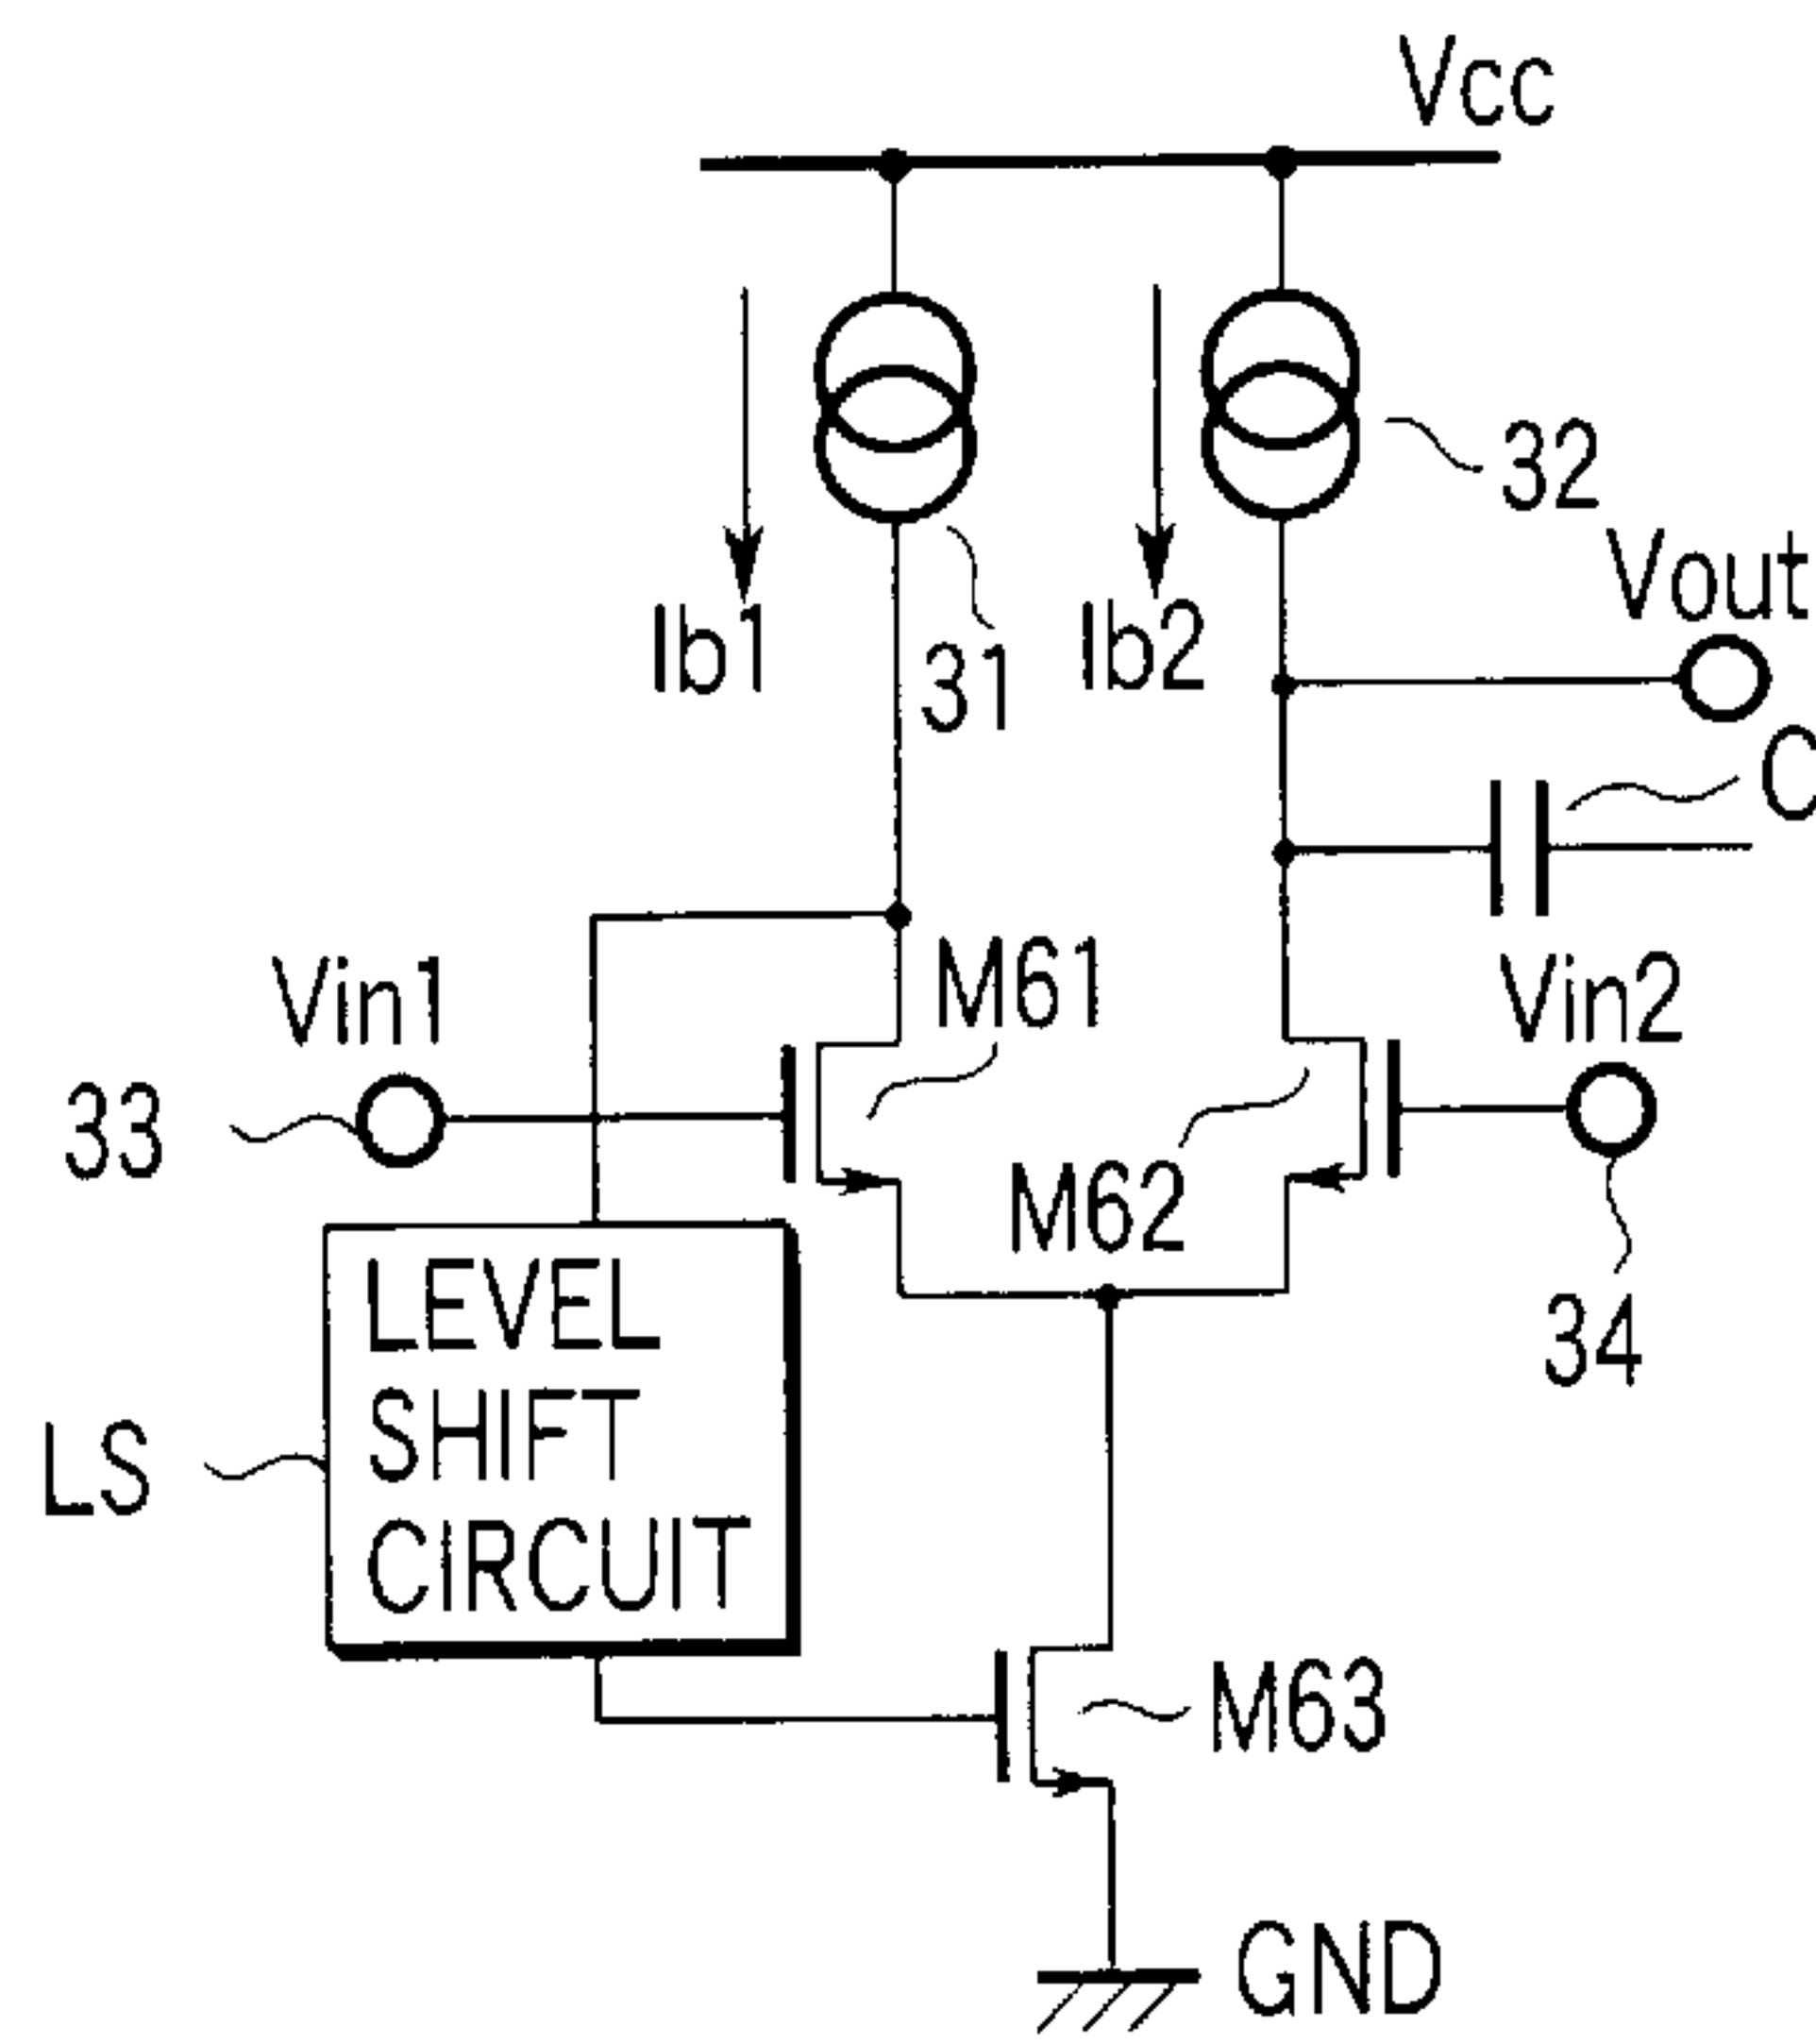 Vcc
32
Vout
Ib1
31
Ib2
C
Vin1
M61
Vin2
33
M62
34
LEVEL
SHIFT
CIRCUIT
LS
M63
GND